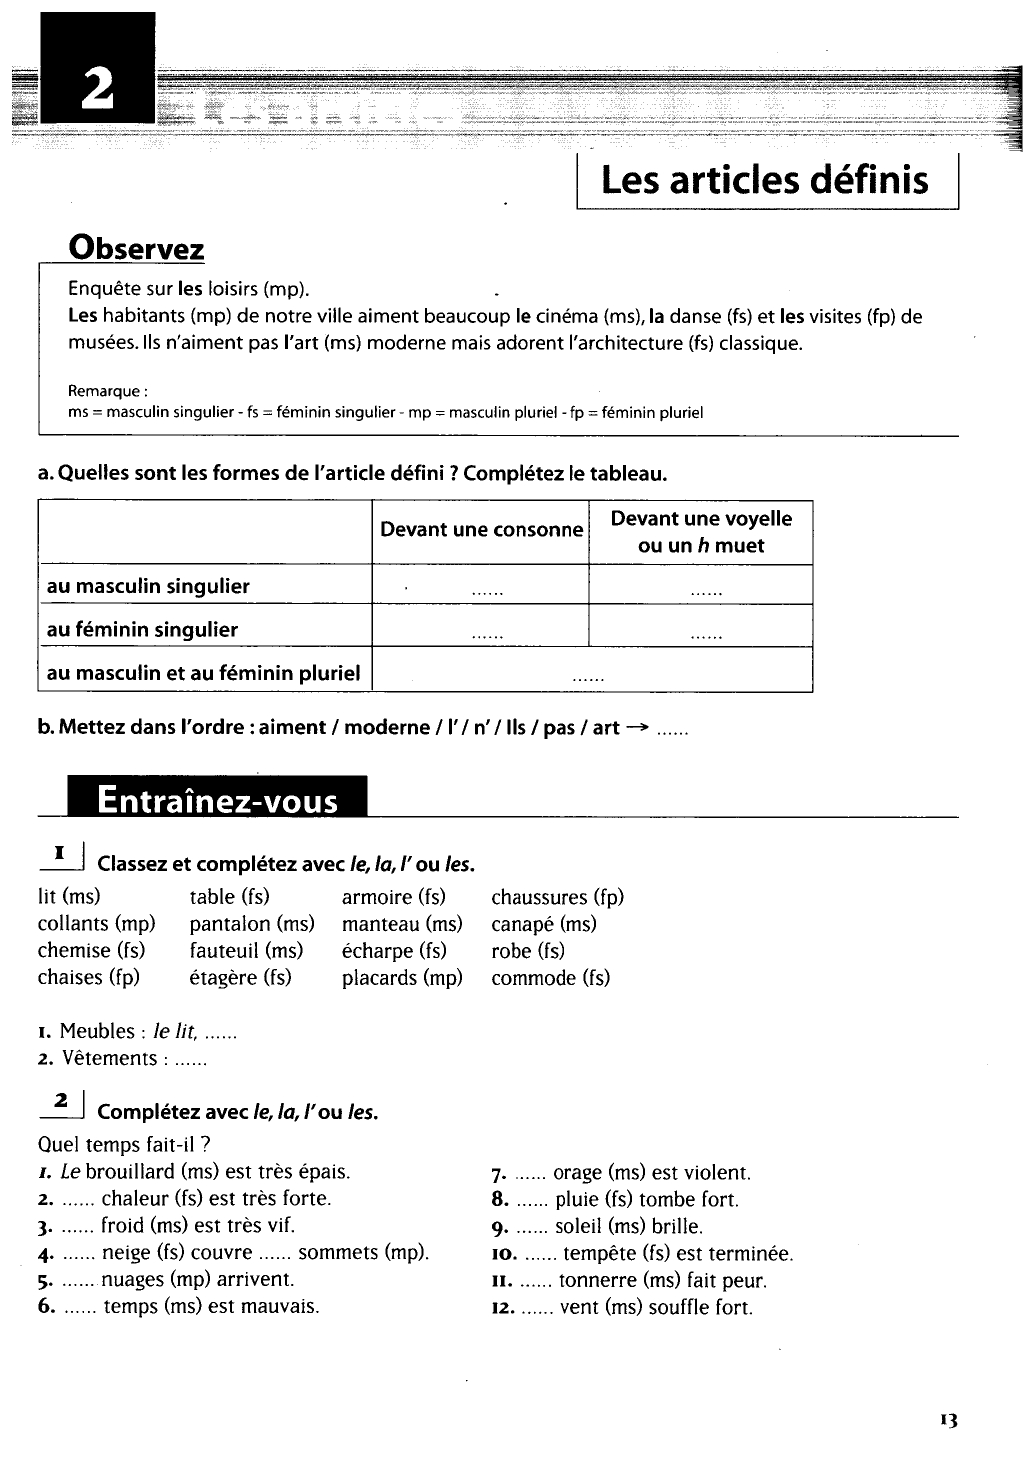 2
Les articles définis
Observez
Enquête sur les loisirs (mp).
Les habitants (mp) de notre ville aiment beaucoup le cinéma (ms), la danse (fs) et les visites (fp) de
musées. Ils n'aiment pas l'art (ms) moderne mais adorent l'architecture (fs) classique.
Remarque :
ms = masculin singulier - fs = féminin singulier - mp = masculin pluriel - fp = féminin pluriel
a. Quelles sont les formes de l'article défini ? Complétez le tableau.
Devant une consonne
Devant une voyelle
ou un h muet
au masculin singulier ...... ......
au féminin singulier ...... ......
au masculin et au féminin pluriel ......
b. Mettez dans l'ordre : aiment / moderne / l' / n' / Ils / pas / art → ......
Entraînez-vous
1 Classez et complétez avec le, la, l' ou les.
lit (ms) table (fs) armoire (fs) chaussures (fp)
collants (mp) pantalon (ms) manteau (ms) canapé (ms)
chemise (fs) fauteuil (ms) écharpe (fs) robe (fs)
chaises (fp) étagère (fs) placards (mp) commode (fs)
1. Meubles : le lit, ......
2. Vêtements : ......
2 Complétez avec le, la, l' ou les.
Quel temps fait-il ?
1. Le brouillard (ms) est très épais.
2. ...... chaleur (fs) est très forte.
3. ...... froid (ms) est très vif.
4. ...... neige (fs) couvre ...... sommets (mp).
5. ...... nuages (mp) arrivent.
6. ...... temps (ms) est mauvais.
7. ...... orage (ms) est violent.
8. ...... pluie (fs) tombe fort.
9. ...... soleil (ms) brille.
10. ...... tempête (fs) est terminée.
11. ...... tonnerre (ms) fait peur.
12. ...... vent (ms) souffle fort.
13